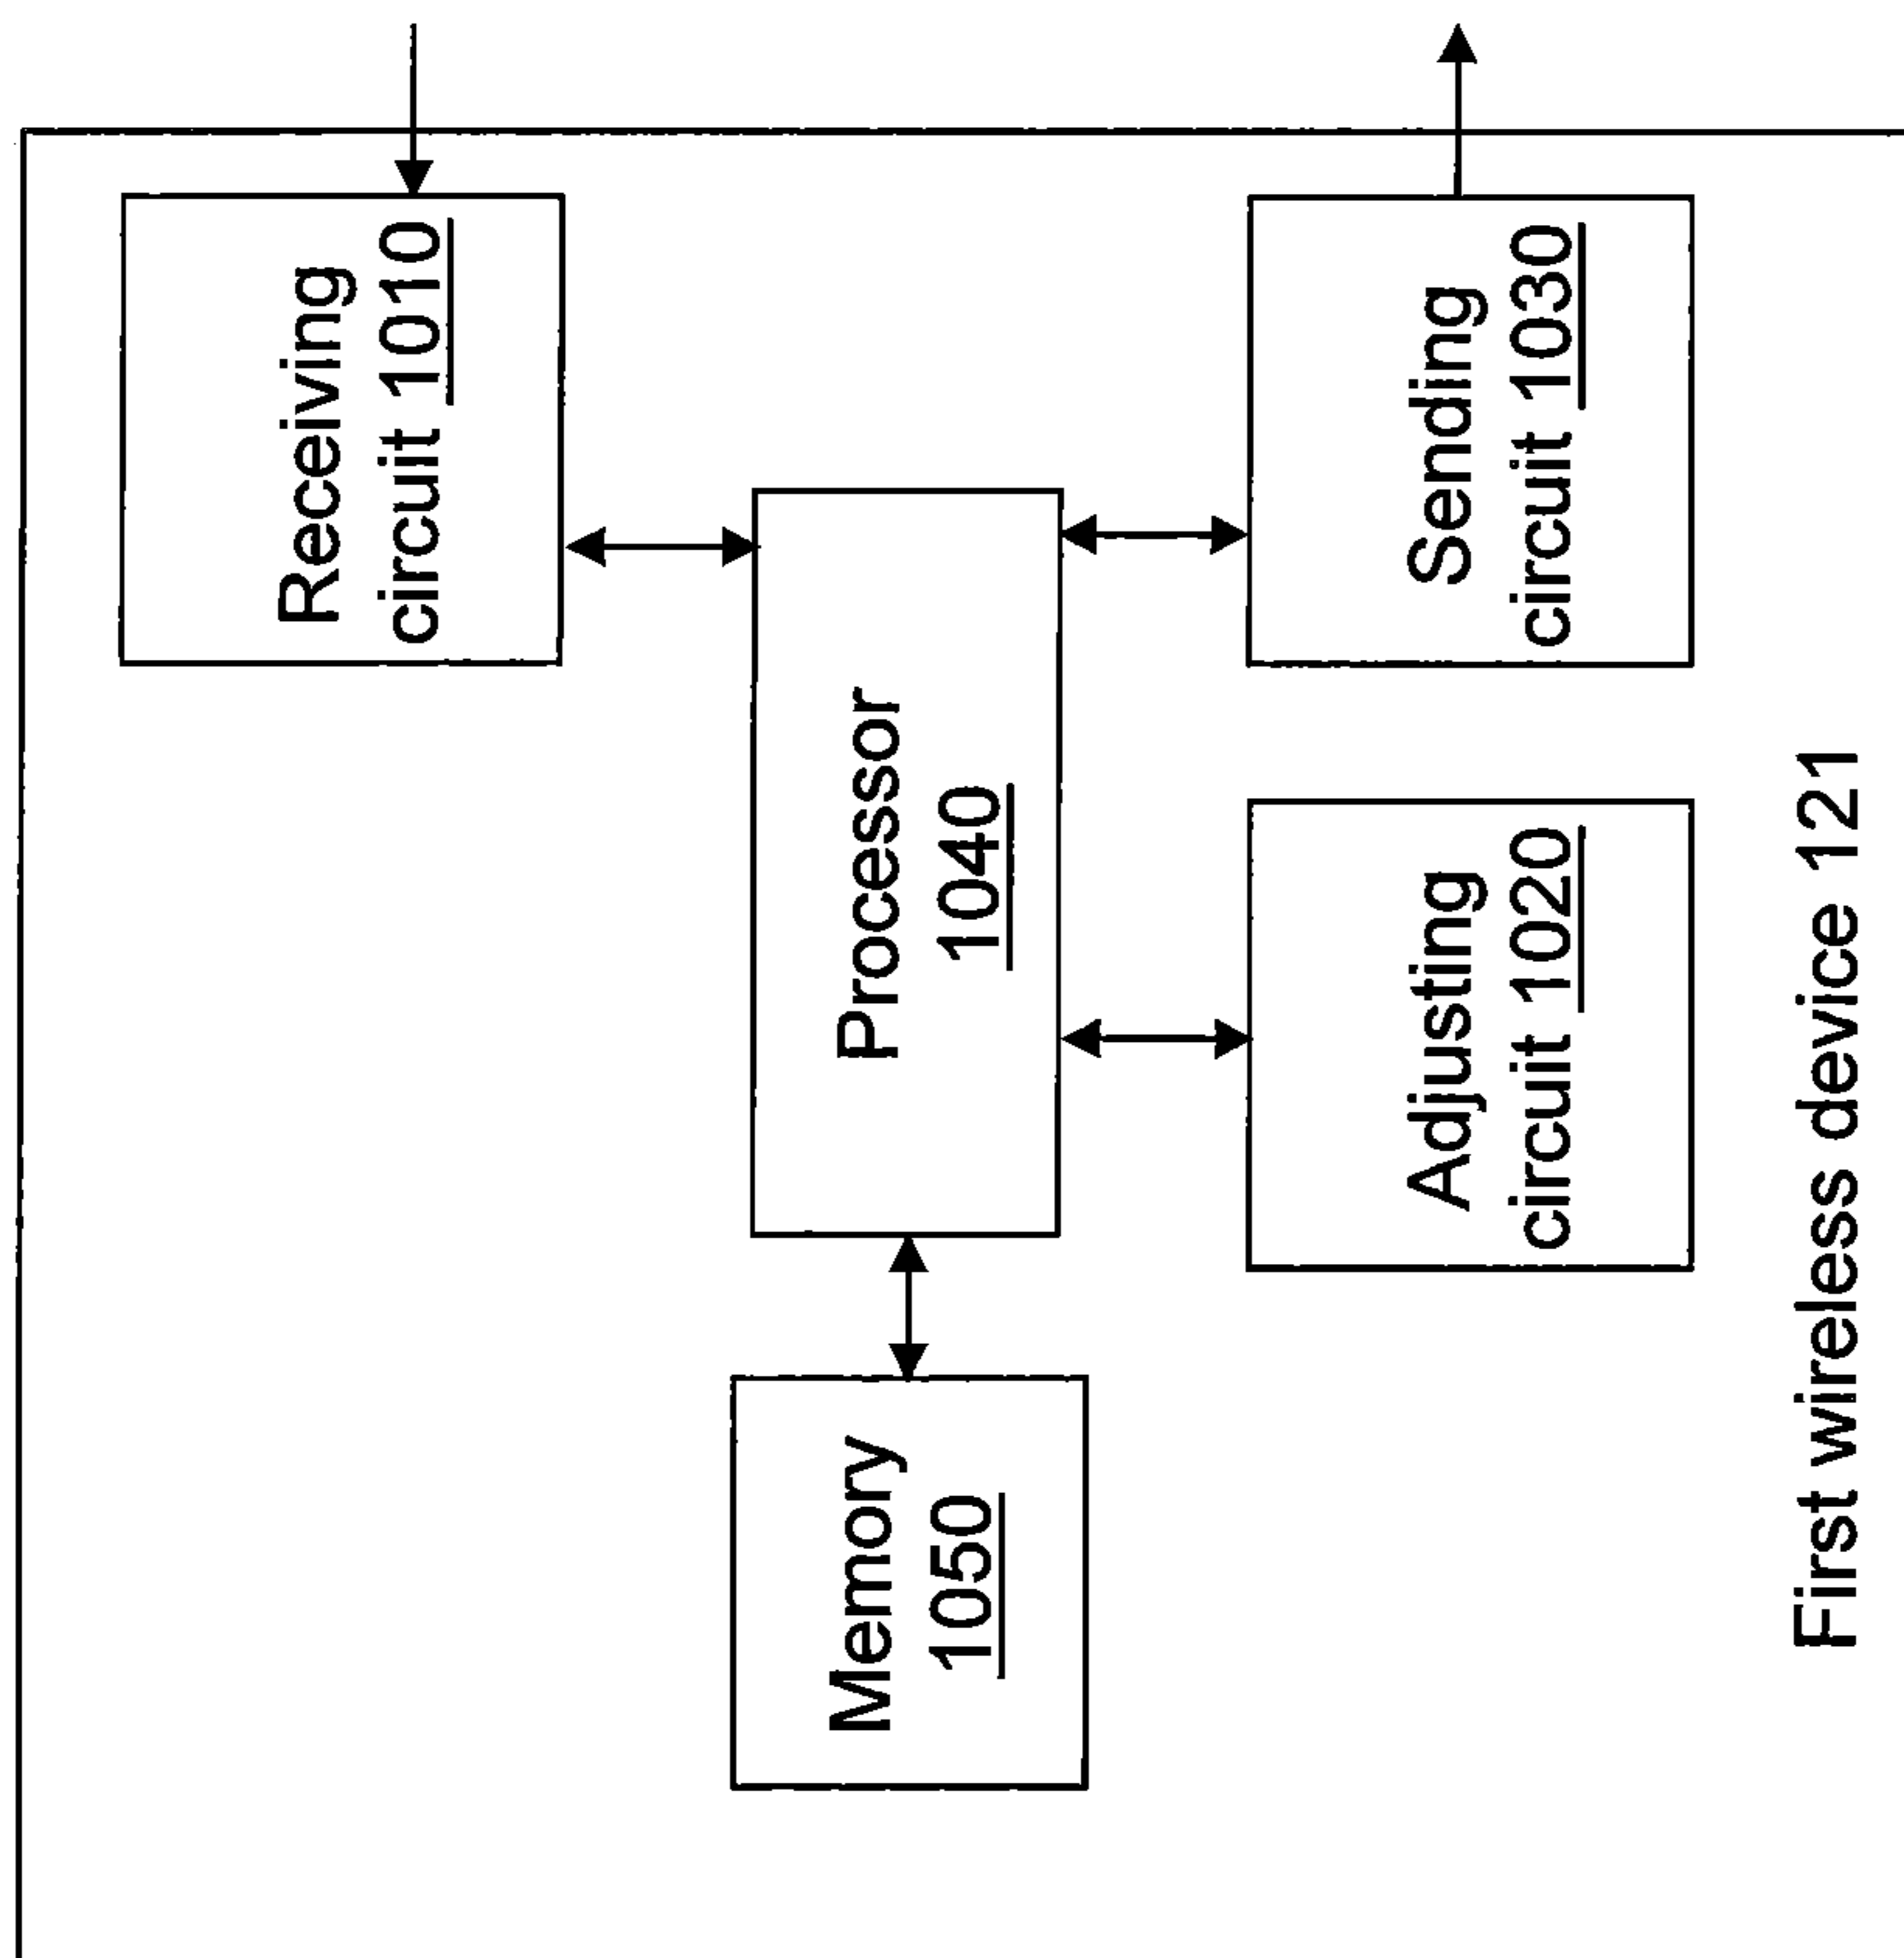 Receiving
circuit 1010
Memory
1050
Processor
1040
Adjusting
circuit 1020
Sending
circuit 1030
First wireless device 121